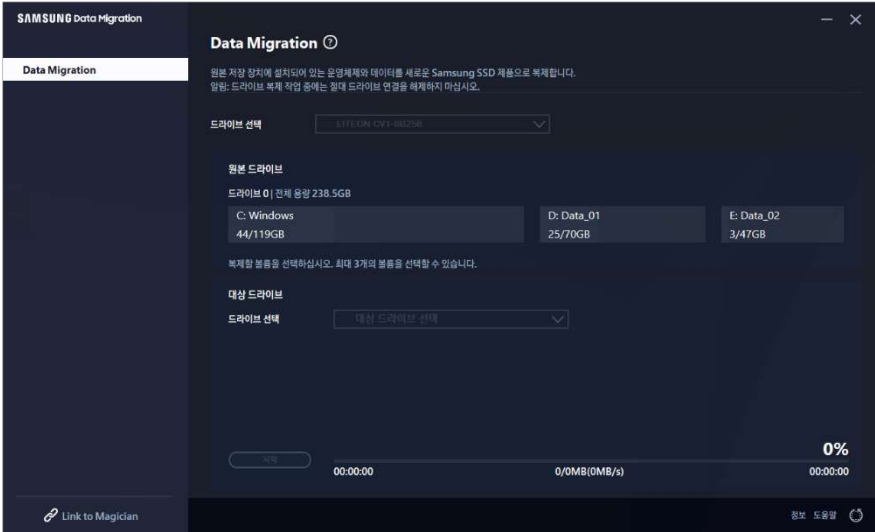 SAMSUNG Data Migration
Data Migration
Data Migration ?
원본 저장 장치에 설치되어 있는 운영체제와 데이터를 새로운 Samsung SSD 제품으로 복제합니다.
알림: 드라이브 복제 작업 중에는 절대 드라이브 연결을 해제하지 마십시오.
드라이브 선택
LITEON CV1-8B256
원본 드라이브
드라이브 0 | 전체 용량 238.5GB
C: Windows
44/119GB
D: Data_01
25/70GB
E: Data_02
3/47GB
복제할 볼륨을 선택하십시오. 최대 3개의 볼륨을 선택할 수 있습니다.
대상 드라이브
드라이브 선택
대상 드라이브 선택
시작
0%
00:00:00
0/0MB(0MB/s)
00:00:00
Link to Magician
정보 도움말